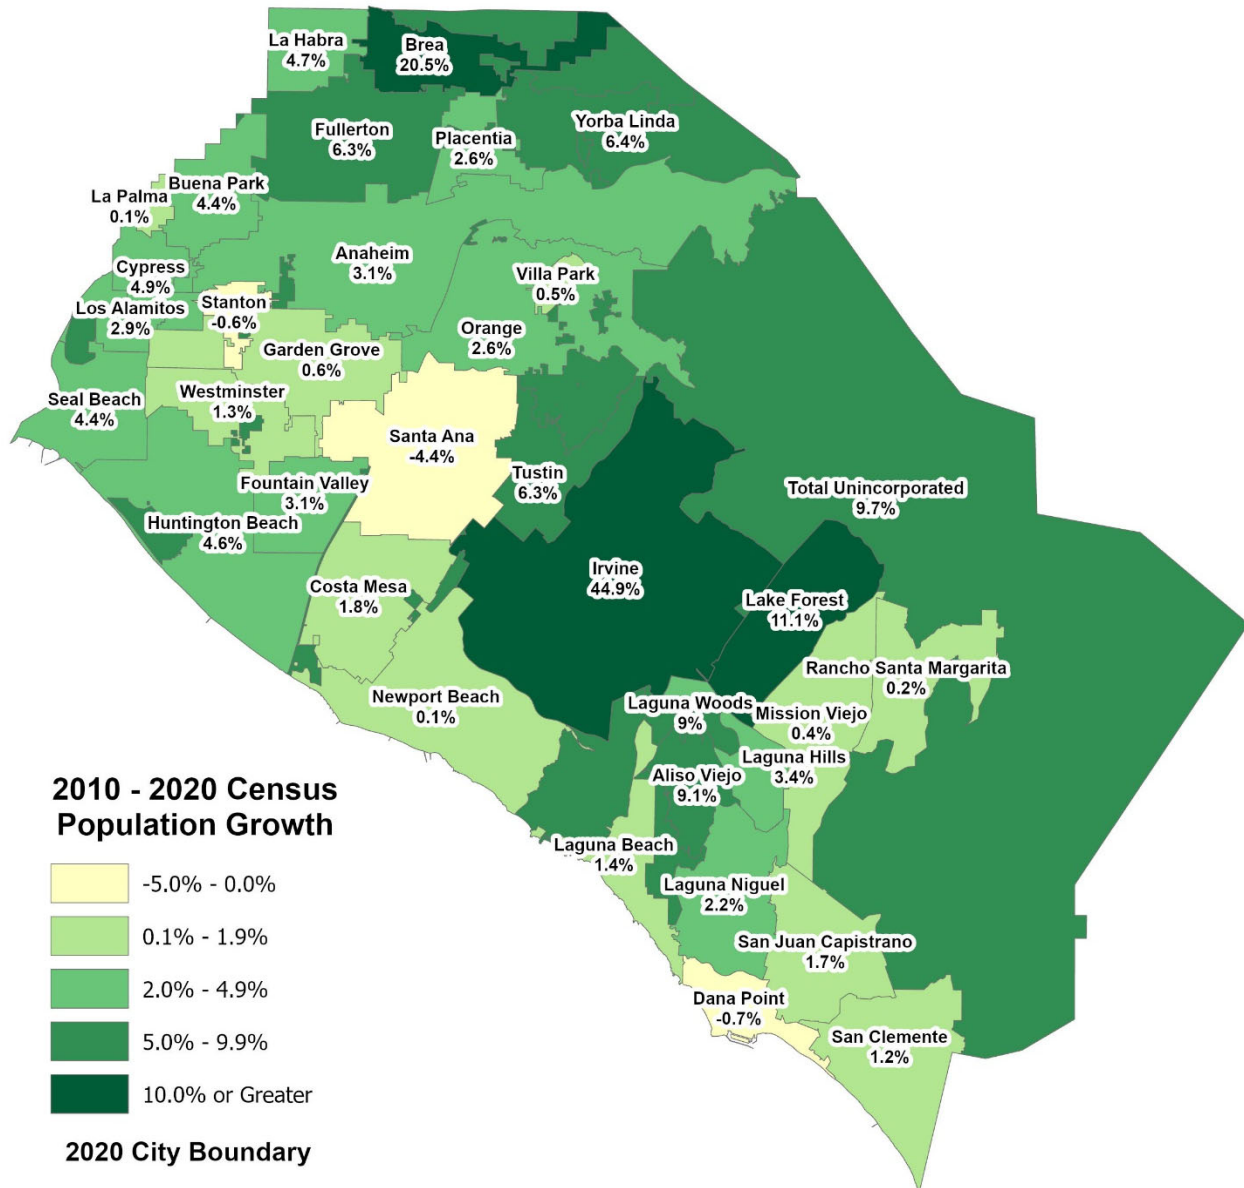 La Habra
4.7%
Brea
20.5%
Fullerton
6.3%
Placentia
2.6%
Yorba Linda
6.4%
La Palma
0.1%
Buena Park
4.4%
Anaheim
3.1%
Cypress
4.9%
Villa Park
0.5%
Los Alamitos
2.9%
Stanton
-0.6%
Orange
2.6%
Garden Grove
0.6%
Seal Beach
4.4%
Westminster
1.3%
Santa Ana
-4.4%
Tustin
6.3%
Total Unincorporated
9.7%
Fountain Valley
3.1%
Huntington Beach
4.6%
Irvine
44.9%
Costa Mesa
1.8%
Lake Forest
11.1%
Rancho Santa Margarita
0.2%
Newport Beach
0.1%
Laguna Woods
9%
Mission Viejo
0.4%
Laguna Hills
3.4%
Aliso Viejo
9.1%
Laguna Beach
1.4%
Laguna Niguel
2.2%
San Juan Capistrano
1.7%
Dana Point
-0.7%
San Clemente
1.2%
2010 - 2020 Census
Population Growth
-5.0% - 0.0%
0.1% - 1.9%
2.0% - 4.9%
5.0% - 9.9%
10.0% or Greater
2020 City Boundary